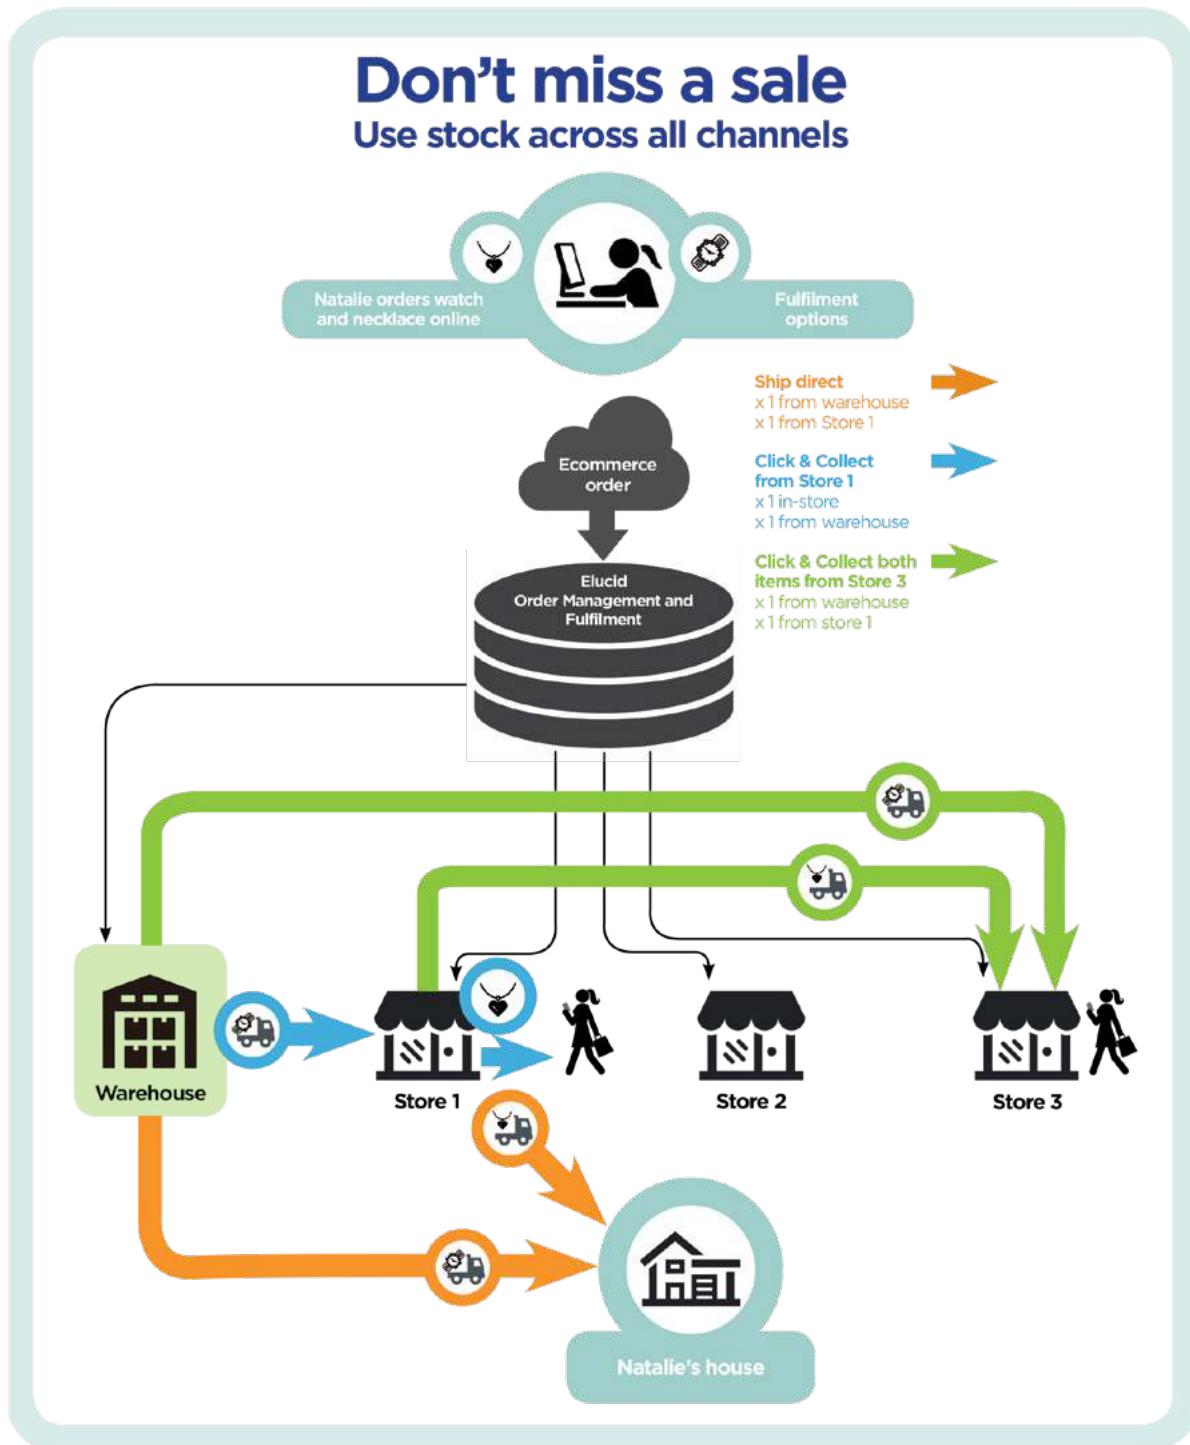 Don't miss a sale
Use stock across all channels
Natalie orders watch
and necklace online
Fulfilment
options
Ship direct
x 1 from warehouse
x 1 from Store 1
Click & Collect
from Store 1
x 1 in-store
x 1 from warehouse
Click & Collect both
items from Store 3
x 1 from warehouse
x 1 from store 1
Ecommerce
order
Elucid
Order Management and
Fulfilment
Warehouse
Store 1
Store 2
Store 3
Natalie's house